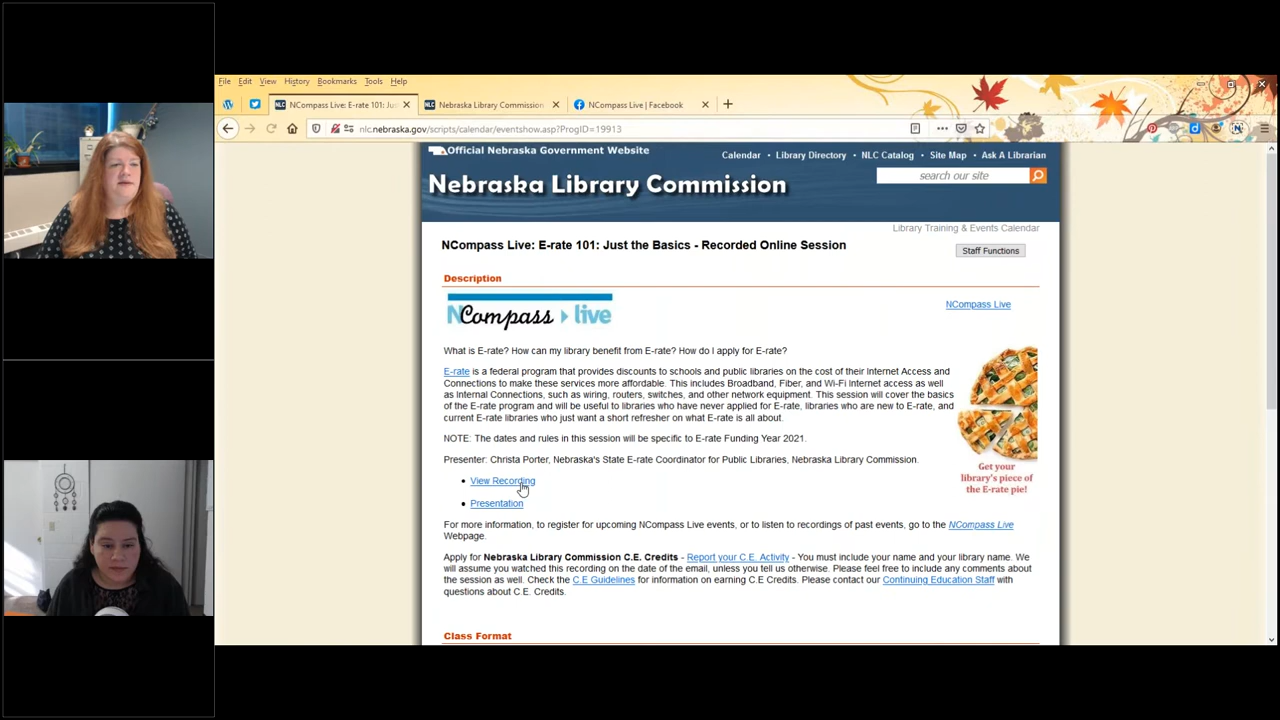 File Edit View History Bookmarks Tools Help
NLC NCompass Live: E-rate 101: Jus
NLC Nebraska Library Commission
NCompass Live | Facebook
nlc.nebraska.gov/scripts/calendar/eventshow.asp?ProgID=19913
Official Nebraska Government Website
Calendar • Library Directory • NLC Catalog • Site Map • Ask A Librarian
Nebraska Library Commission
search our site
Library Training & Events Calendar
NCompass Live: E-rate 101: Just the Basics - Recorded Online Session
Staff Functions
Description
NCompass live
NCompass Live
What is E-rate? How can my library benefit from E-rate? How do I apply for E-rate?
E-rate is a federal program that provides discounts to schools and public libraries on the cost of their Internet Access and
Connections to make these services more affordable. This includes Broadband, Fiber, and Wi-Fi Internet access as well
as Internal Connections, such as wiring, routers, switches, and other network equipment. This session will cover the basics
of the E-rate program and will be useful to libraries who have never applied for E-rate, libraries who are new to E-rate, and
current E-rate libraries who just want a short refresher on what E-rate is all about.
NOTE: The dates and rules in this session will be specific to E-rate Funding Year 2021.
Presenter: Christa Porter, Nebraska's State E-rate Coordinator for Public Libraries, Nebraska Library Commission.
Get your
library's piece of
the E-rate pie!
• View Recording
• Presentation
For more information, to register for upcoming NCompass Live events, or to listen to recordings of past events, go to the NCompass Live
Webpage.
Apply for Nebraska Library Commission C.E. Credits - Report your C.E. Activity - You must include your name and your library name. We
will assume you watched this recording on the date of the email, unless you tell us otherwise. Please feel free to include any comments about
the session as well. Check the C.E Guidelines for information on earning C.E Credits. Please contact our Continuing Education Staff with
questions about C.E. Credits.
Class Format